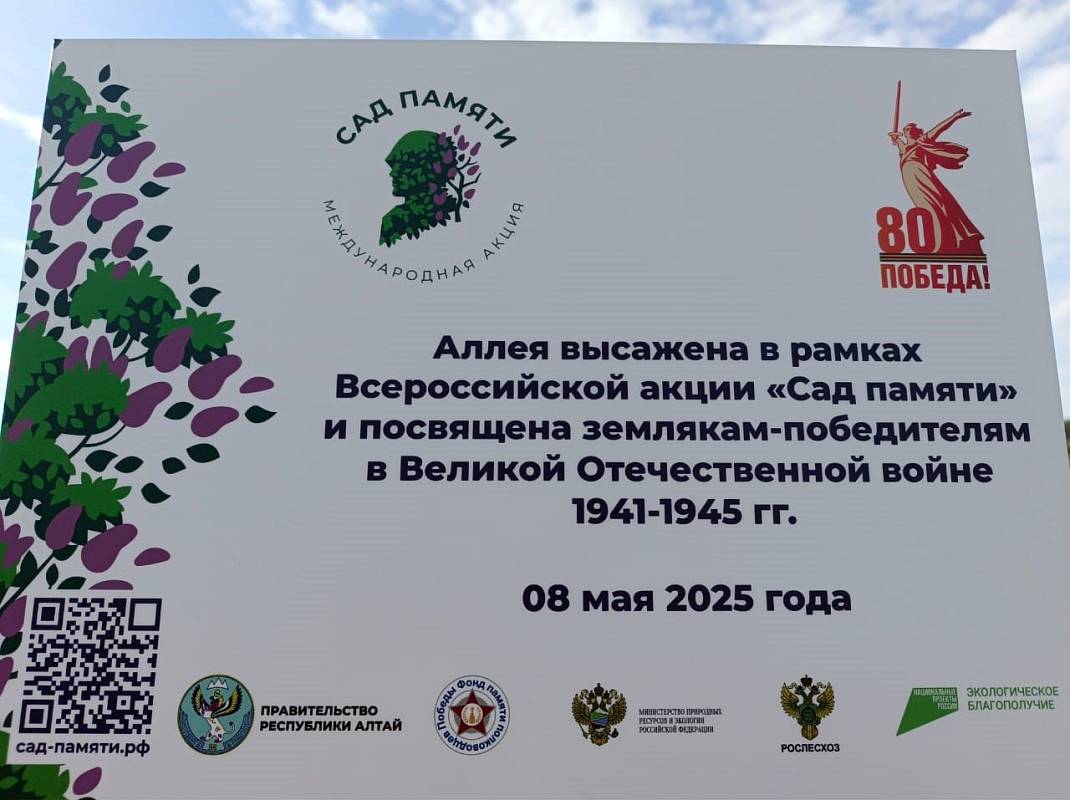 САД ПАМЯТИ
МЕЖДУНАРОДНАЯ АКЦИЯ
80
ПОБЕДА!
Аллея высажена в рамках
Всероссийской акции «Сад памяти»
и посвящена землякам-победителям
в Великой Отечественной войне
1941-1945 гг.
08 мая 2025 года
сад-памяти.рф
ПРАВИТЕЛЬСТВО
РЕСПУБЛИКИ АЛТАЙ
Фонд памяти полководцев Победы
МИНИСТЕРСТВО ПРИРОДНЫХ
РЕСУРСОВ И ЭКОЛОГИИ
РОССИЙСКОЙ ФЕДЕРАЦИИ
РОСЛЕСХОЗ
НАЦИОНАЛЬНЫЕ
ПРОЕКТЫ
РОССИИ
ЭКОЛОГИЧЕСКОЕ
БЛАГОПОЛУЧИЕ